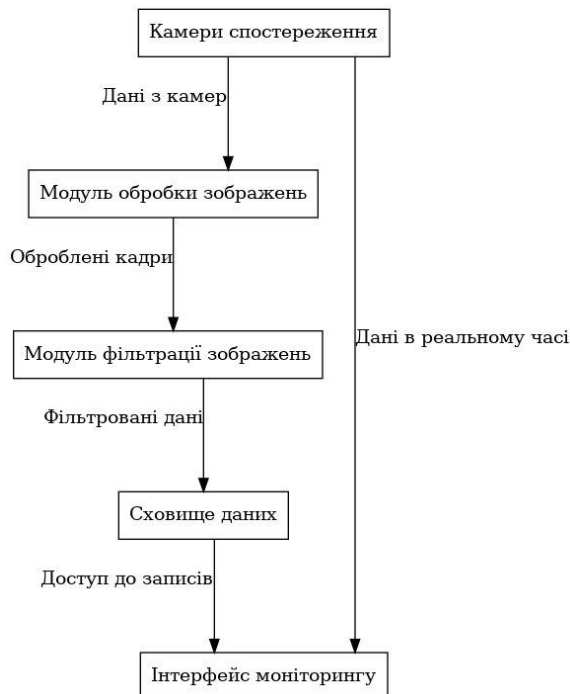 Камери спостереження
Дані з камер
Модуль обробки зображень
Оброблені кадри
Дані в реальному часі
Модуль фільтрації зображень
Фільтровані дані
Сховище даних
Доступ до записів
Інтерфейс моніторингу